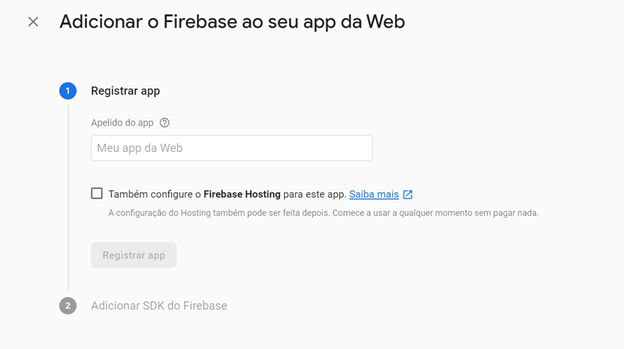 Adicionar o Firebase ao seu app da Web
1 Registrar app
Apelido do app
Meu app da Web
Também configure o Firebase Hosting para este app. Saiba mais
A configuração do Hosting também pode ser feita depois. Comece a usar a qualquer momento sem pagar nada.
Registrar app
2 Adicionar SDK do Firebase